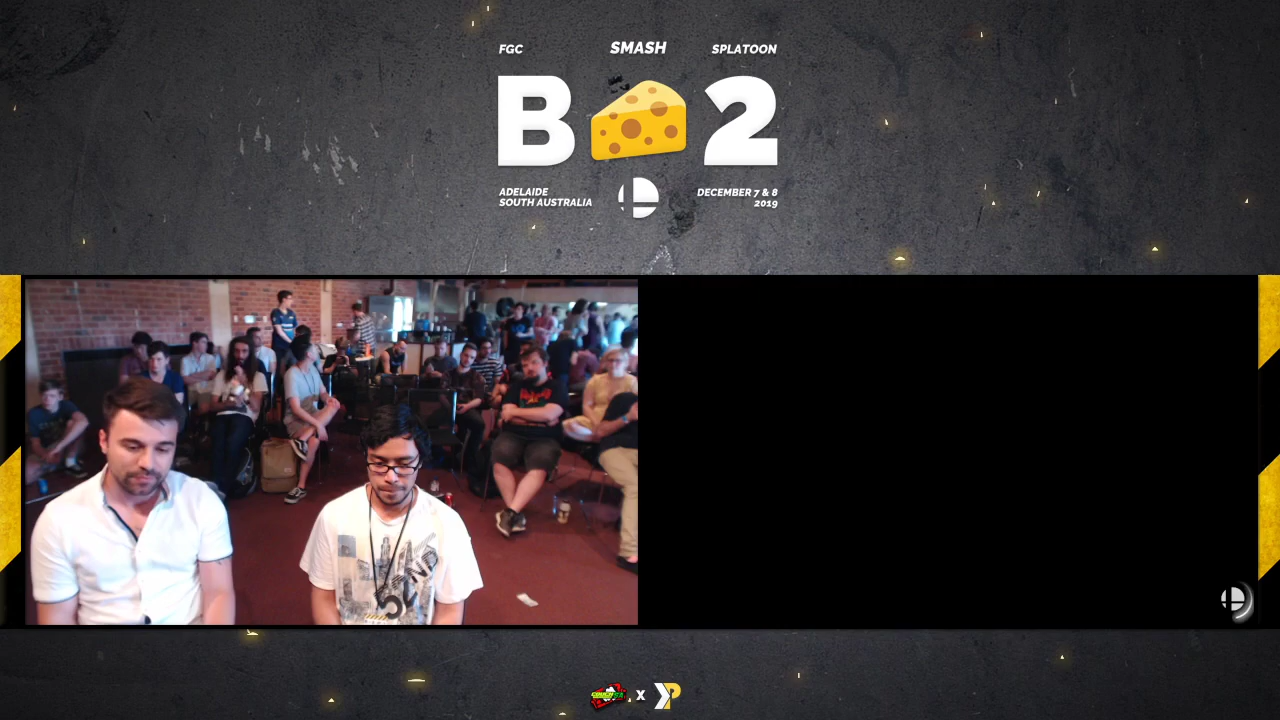 FGC
SMASH
SPLATOON
B 2
ADELAIDE
SOUTH AUSTRALIA
DECEMBER 7 & 8
2019
X